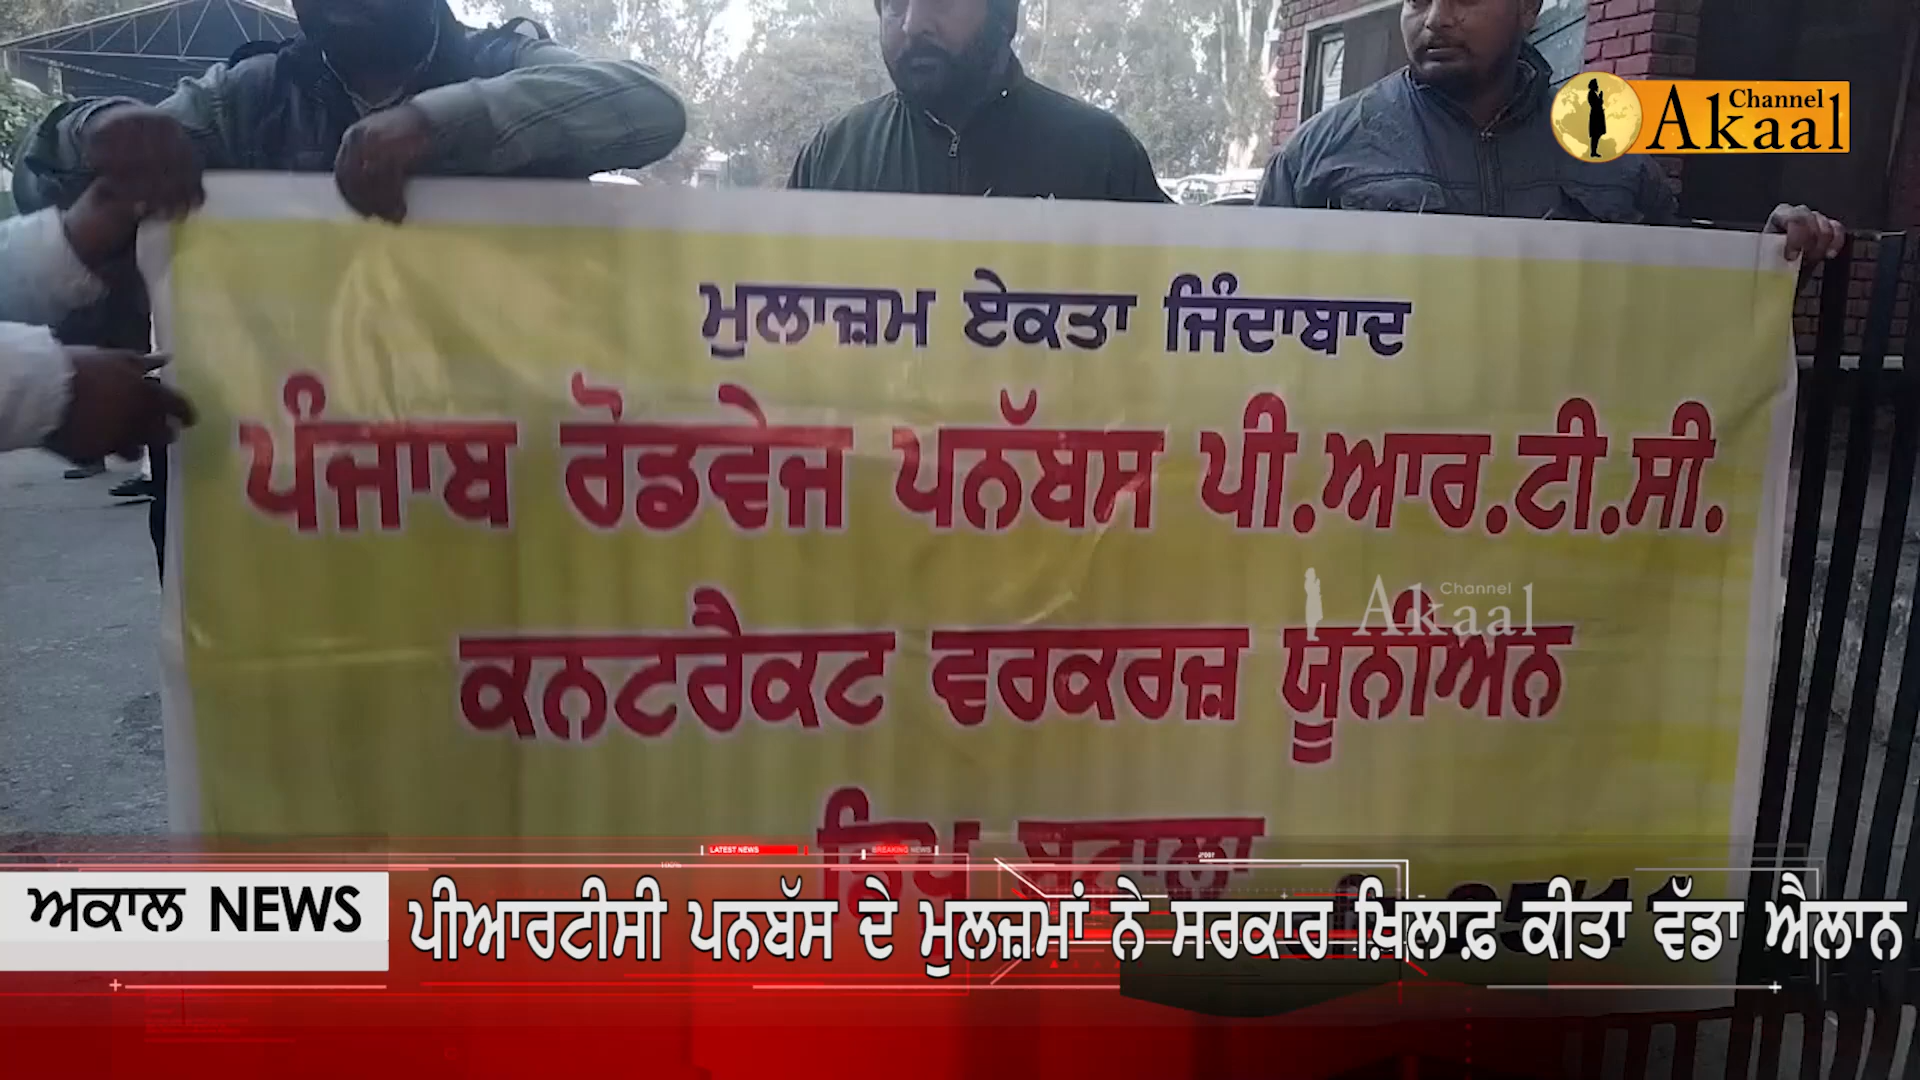 Channel
Akaal
ਮੁਲਾਜ਼ਮ ਏਕਤਾ ਜਿੰਦਾਬਾਦ
ਪੰਜਾਬ ਰੋਡਵੇਜ ਪਨਬੱਸ ਪੀ.ਆਰ.ਟੀ.ਸੀ.
ਕਨਟਰੈਕਟ ਵਰਕਰਜ਼ ਯੂਨੀਅਨ
Channel
Akaal
LATEST NEWS
BREAKING NEWS
ਅਕਾਲ NEWS
ਪੀਆਰਟੀਸੀ ਪਨਬੱਸ ਦੇ ਮੁਲਜ਼ਮਾਂ ਨੇ ਸਰਕਾਰ ਖ਼ਿਲਾਫ਼ ਕੀਤਾ ਵੱਡਾ ਐਲਾਨ